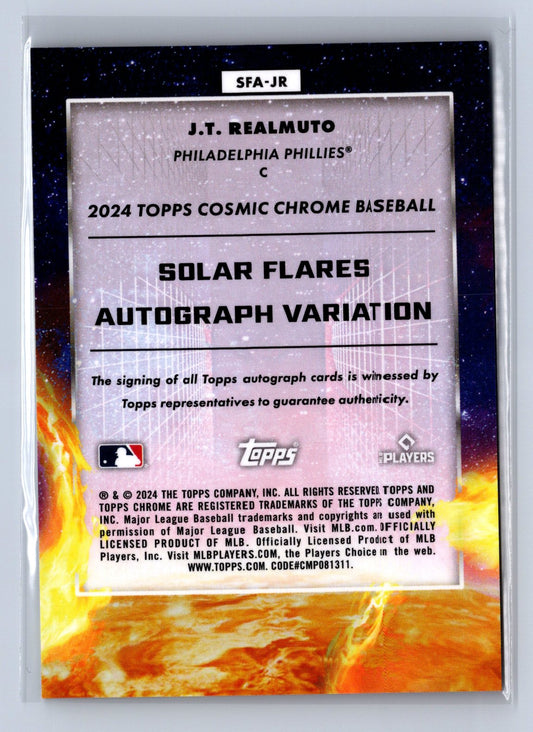 SFA-JR
J.T. REALMUTO
PHILADELPHIA PHILLIES®
C
2024 TOPPS COSMIC CHROME BASEBALL
SOLAR FLARES
AUTOGRAPH VARIATION
The signing of all Topps autograph cards is witnessed by
Topps representatives to guarantee authenticity.
Topps
PLAYERS
® & © 2024 THE TOPPS COMPANY, INC. ALL RIGHTS RESERVED TOPPS AND
TOPPS CHROME ARE REGISTERED TRADEMARKS OF THE TOPPS COMPANY,
INC. Major League Baseball trademarks and copyrights are used with
permission of Major League Baseball. Visit MLB.com. OFFICIALLY
LICENSED PRODUCT OF MLB. Officially Licensed Product of MLB
Players, Inc. Visit MLBPLAYERS.COM, the Players Choice on the web.
WWW.TOPPS.COM. CODE#CMP081311.